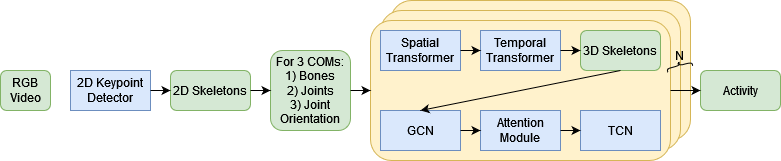 RGB
Video
2D Keypoint
Detector
2D Skeletons
For 3 COMs:
1) Bones
2) Joints
3) Joint
Orientation
Spatial
Transformer
Temporal
Transformer
3D Skeletons
GCN
Attention
Module
TCN
N
Activity